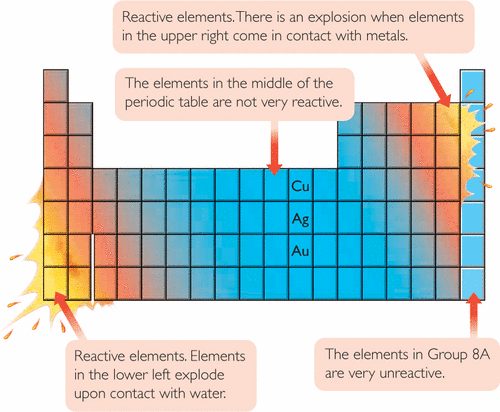 Reactive elements. There is an explosion when elements
in the upper right come in contact with metals.
The elements in the middle of the
periodic table are not very reactive.
Cu
Ag
Au
Reactive elements. Elements
in the lower left explode
upon contact with water.
The elements in Group 8A
are very unreactive.